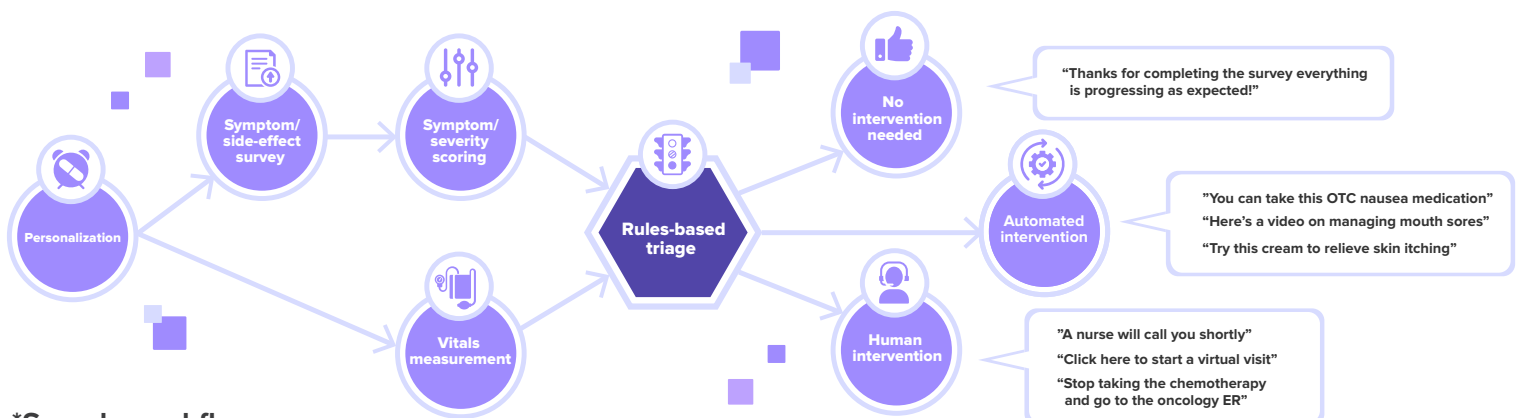 Personalization
Symptom/
side-effect
survey
Symptom/
severity
scoring
Vitals
measurement
Rules-based
triage
No
intervention
needed
“Thanks for completing the survey everything
is progressing as expected!”
Automated
intervention
”You can take this OTC nausea medication”
“Here’s a video on managing mouth sores”
“Try this cream to relieve skin itching”
Human
intervention
”A nurse will call you shortly”
“Click here to start a virtual visit”
“Stop taking the chemotherapy
and go to the oncology ER”